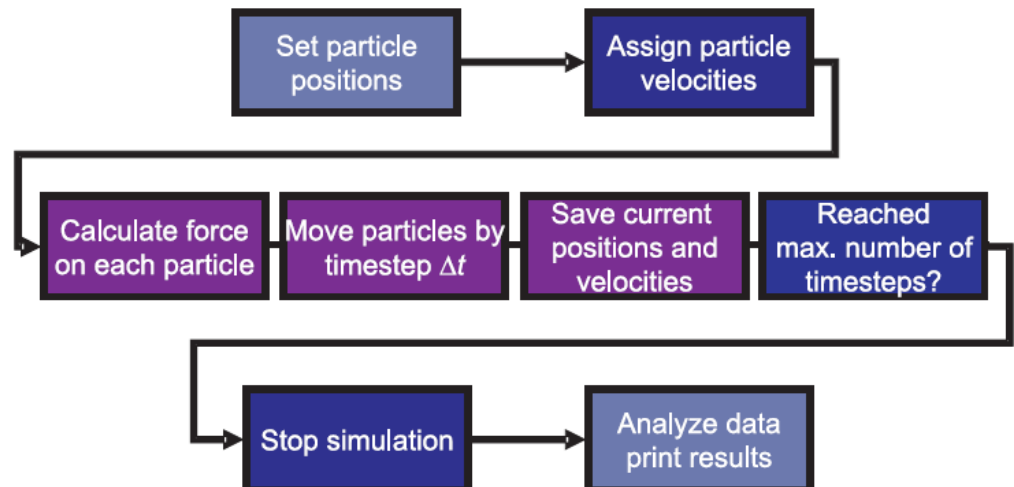 Set particle
positions
Assign particle
velocities
Calculate force
on each particle
Move particles by
timestep Δt
Save current
positions and
velocities
Reached
max. number of
timesteps?
Stop simulation
Analyze data
print results